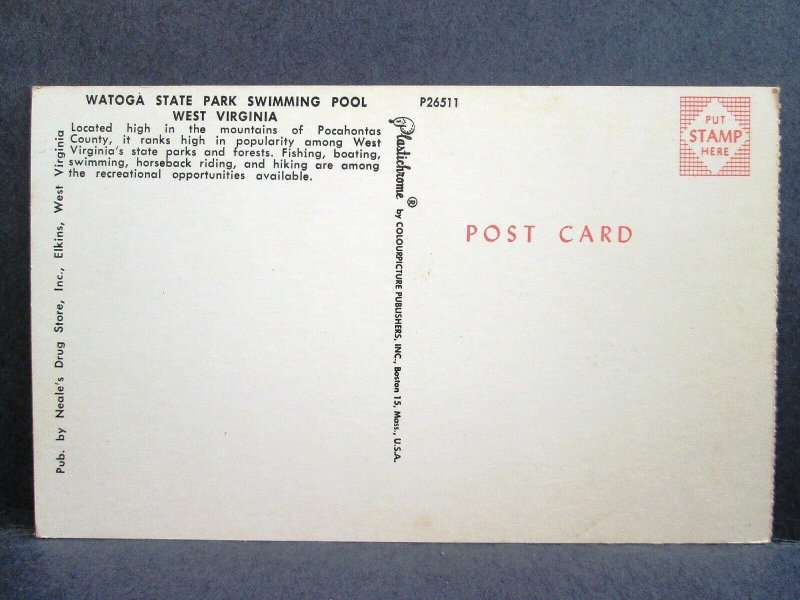 WATOGA STATE PARK SWIMMING POOL
WEST VIRGINIA
Located high in the mountains of Pocahontas
County, it ranks high in popularity among West
Virginia's state parks and forests. Fishing, boating,
swimming, horseback riding, and hiking are among
the recreational opportunities available.
Pub. by Neale's Drug Store, Inc., Elkins, West Virginia
P26511
Plastichrome ® by COLOURPICTURE PUBLISHERS, INC., Boston 15, Mass., U.S.A.
PUT
STAMP
HERE
POST CARD